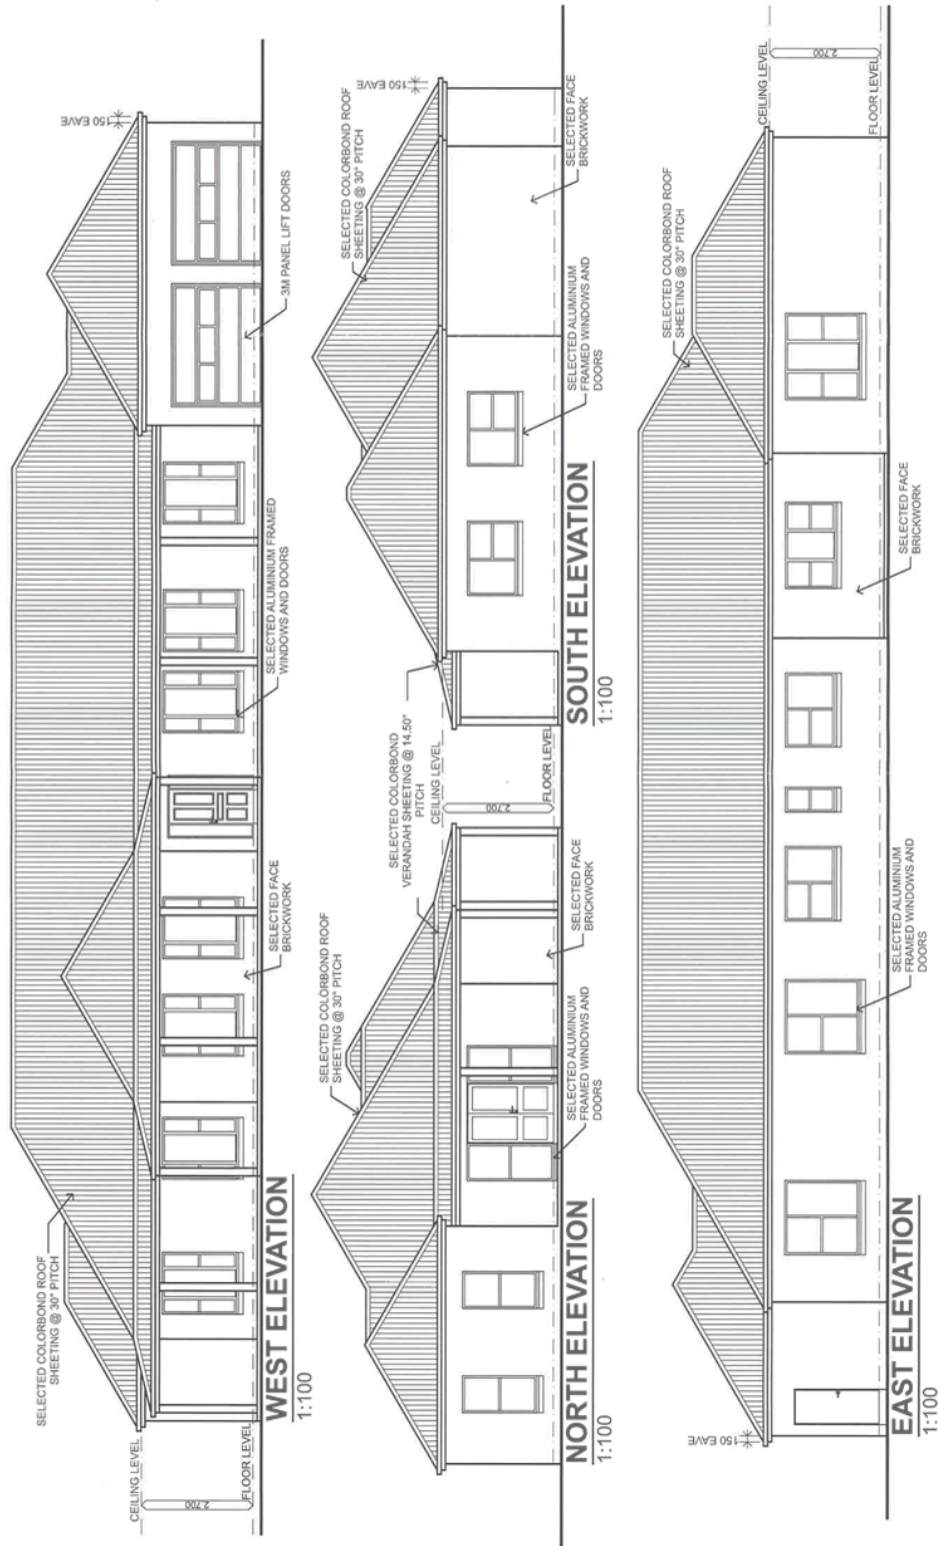 150 EAVE
SELECTED COLORBOND ROOF
SHEETING @ 30° PITCH
3M PANEL LIFT DOORS
SELECTED ALUMINIUM FRAMED
WINDOWS AND DOORS
SELECTED FACE
BRICKWORK
CEILING LEVEL
2.700
FLOOR LEVEL
WEST ELEVATION
1:100
SELECTED COLORBOND ROOF
SHEETING @ 30° PITCH
SELECTED COLORBOND
VERANDAH SHEETING @ 14.50°
PITCH
CEILING LEVEL
2.700
FLOOR LEVEL
SELECTED FACE
BRICKWORK
SELECTED ALUMINIUM
FRAMED WINDOWS AND
DOORS
NORTH ELEVATION
1:100
150 EAVE
SELECTED COLORBOND ROOF
SHEETING @ 30° PITCH
SELECTED FACE
BRICKWORK
SELECTED ALUMINIUM
FRAMED WINDOWS AND
DOORS
SOUTH ELEVATION
1:100
150 EAVE
SELECTED COLORBOND ROOF
SHEETING @ 30° PITCH
CEILING LEVEL
2.700
FLOOR LEVEL
SELECTED ALUMINIUM
FRAMED WINDOWS AND
DOORS
SELECTED FACE
BRICKWORK
EAST ELEVATION
1:100